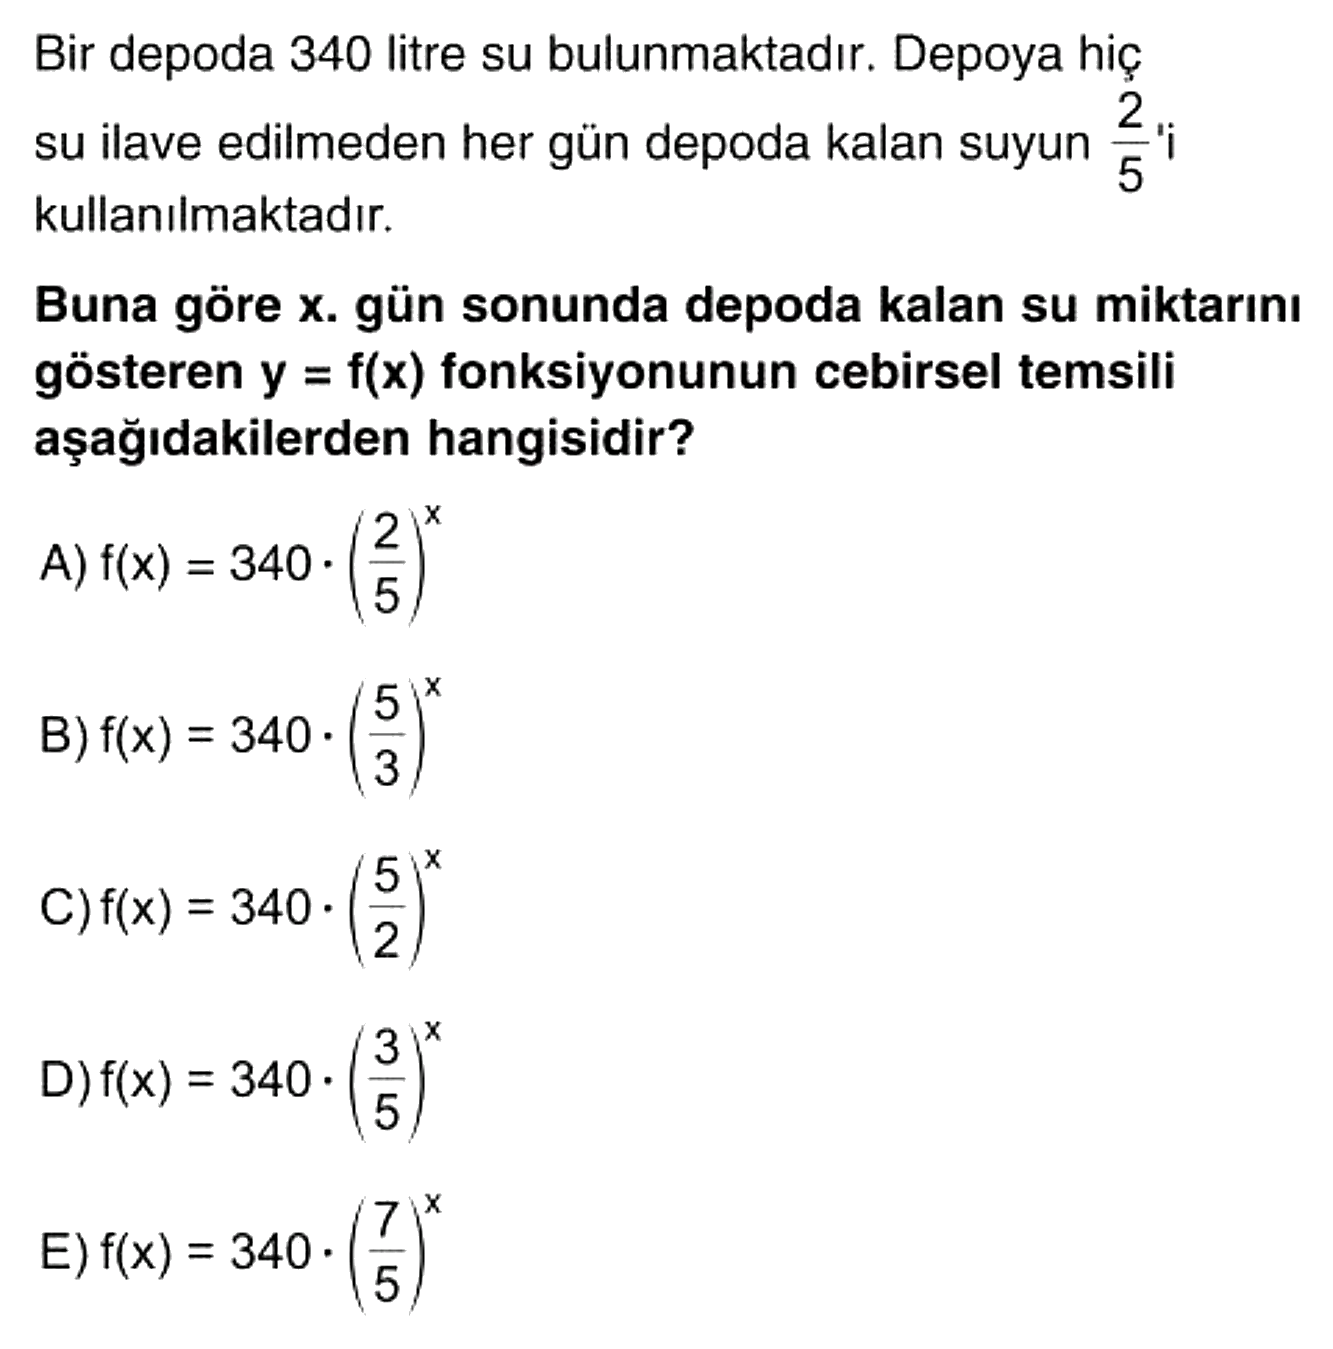 Bir depoda 340 litre su bulunmaktadır. Depoya hiç
su ilave edilmeden her gün depoda kalan suyun 2/5 'i
kullanılmaktadır.
Buna göre x. gün sonunda depoda kalan su miktarını
gösteren y = f(x) fonksiyonunun cebirsel temsili
aşağıdakilerden hangisidir?
A) f(x) = 340 · (2/5)^x
B) f(x) = 340 · (5/3)^x
C) f(x) = 340 · (5/2)^x
D) f(x) = 340 · (3/5)^x
E) f(x) = 340 · (7/5)^x